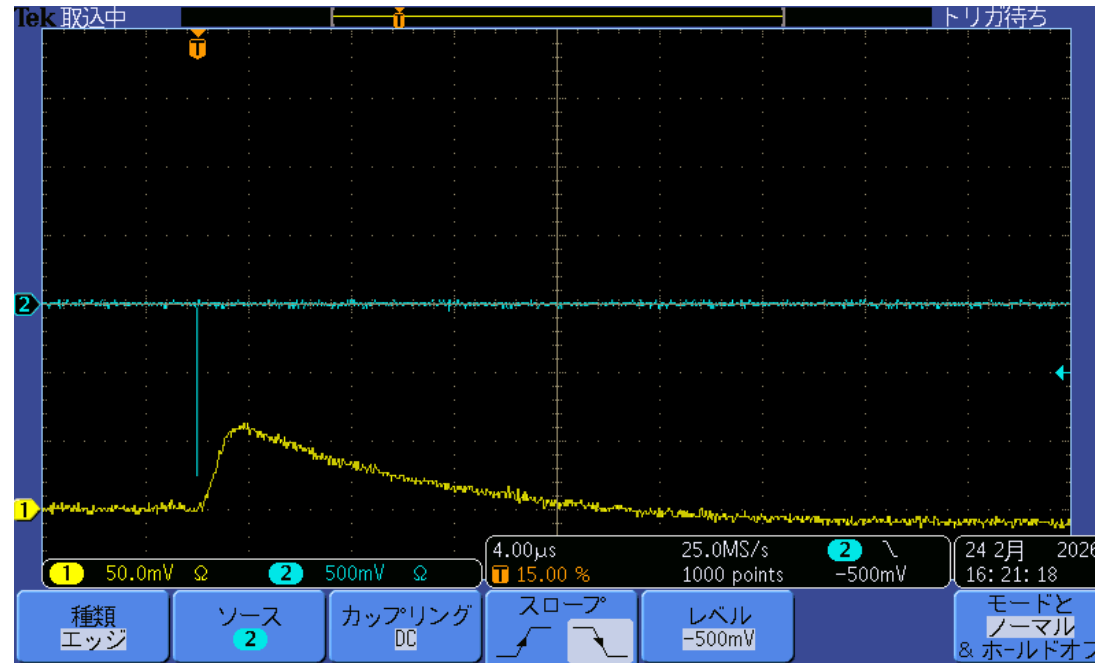 Tek 取込中 トリガ待ち
T
T
2
1
1 50.0mV Ω 2 500mV Ω
4.00μs 25.0MS/s 2
T 15.00 % 1000 points -500mV
24 2月 2026
16:21:18
種類
エッジ
ソース
2
カップリング
DC
スロープ
レベル
-500mV
モードと
ノーマル
& ホールドオフ